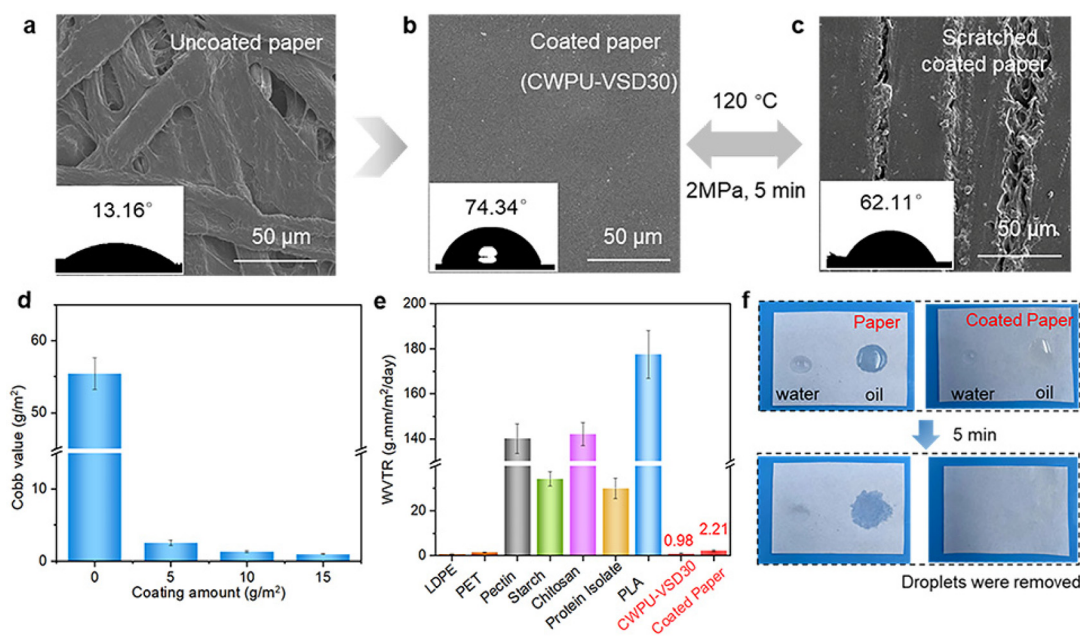 a
Uncoated paper
13.16°
50 µm
b
Coated paper
(CWPU-VSD30)
74.34°
50 µm
120 °C
2MPa, 5 min
c
Scratched
coated paper
62.11°
50 µm
d
Cobb value (g/m²)
60
50
10
0
0 5 10 15
Coating amount (g/m²)
e
WVTR (g.mm/m²/day)
200
180
160
140
40
20
0
0.98
2.21
LDPE
PET
Pectin
Starch
Chitosan
Protein Isolate
PLA
CWPU-VSD30
Coated Paper
f
Paper
water oil
Coated Paper
water oil
5 min
Droplets were removed